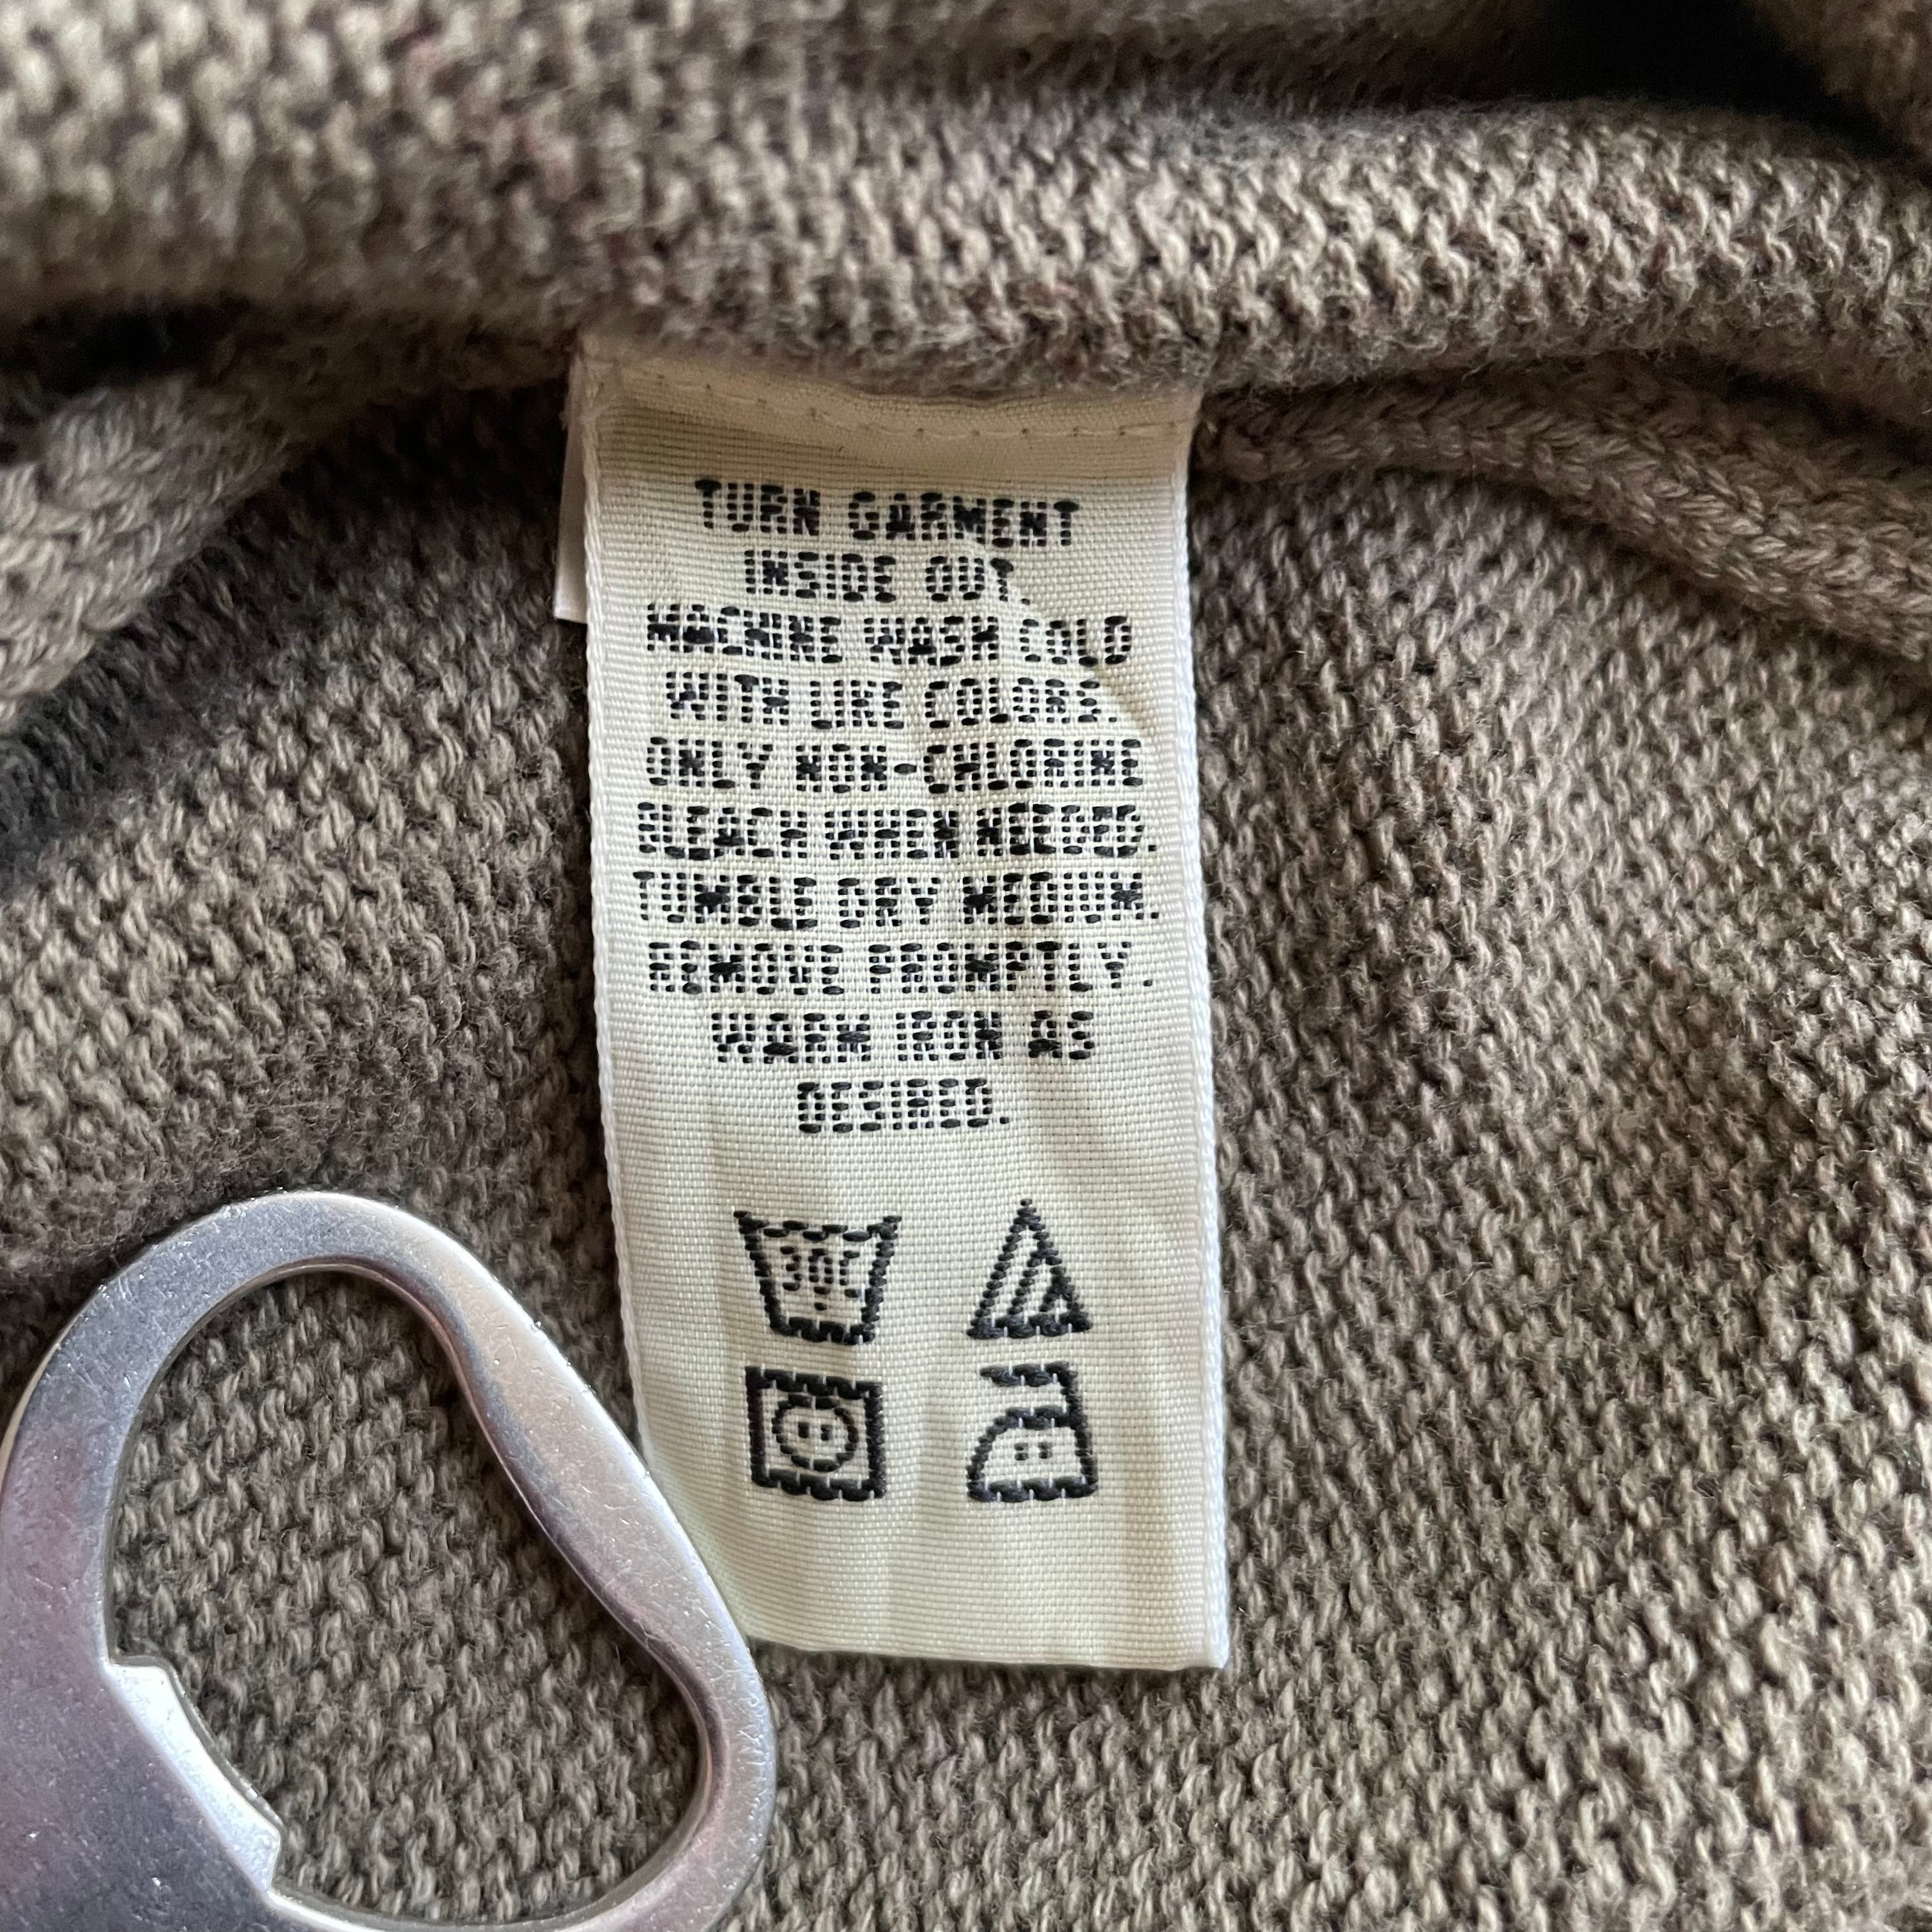 TURN GARMENT
INSIDE OUT.
MACHINE WASH COLD
WITH LIKE COLORS.
ONLY NON-CHLORINE
BLEACH WHEN NEEDED.
TUMBLE DRY MEDIUM.
REMOVE PROMPTLY.
WARM IRON AS
DESIRED.
30C